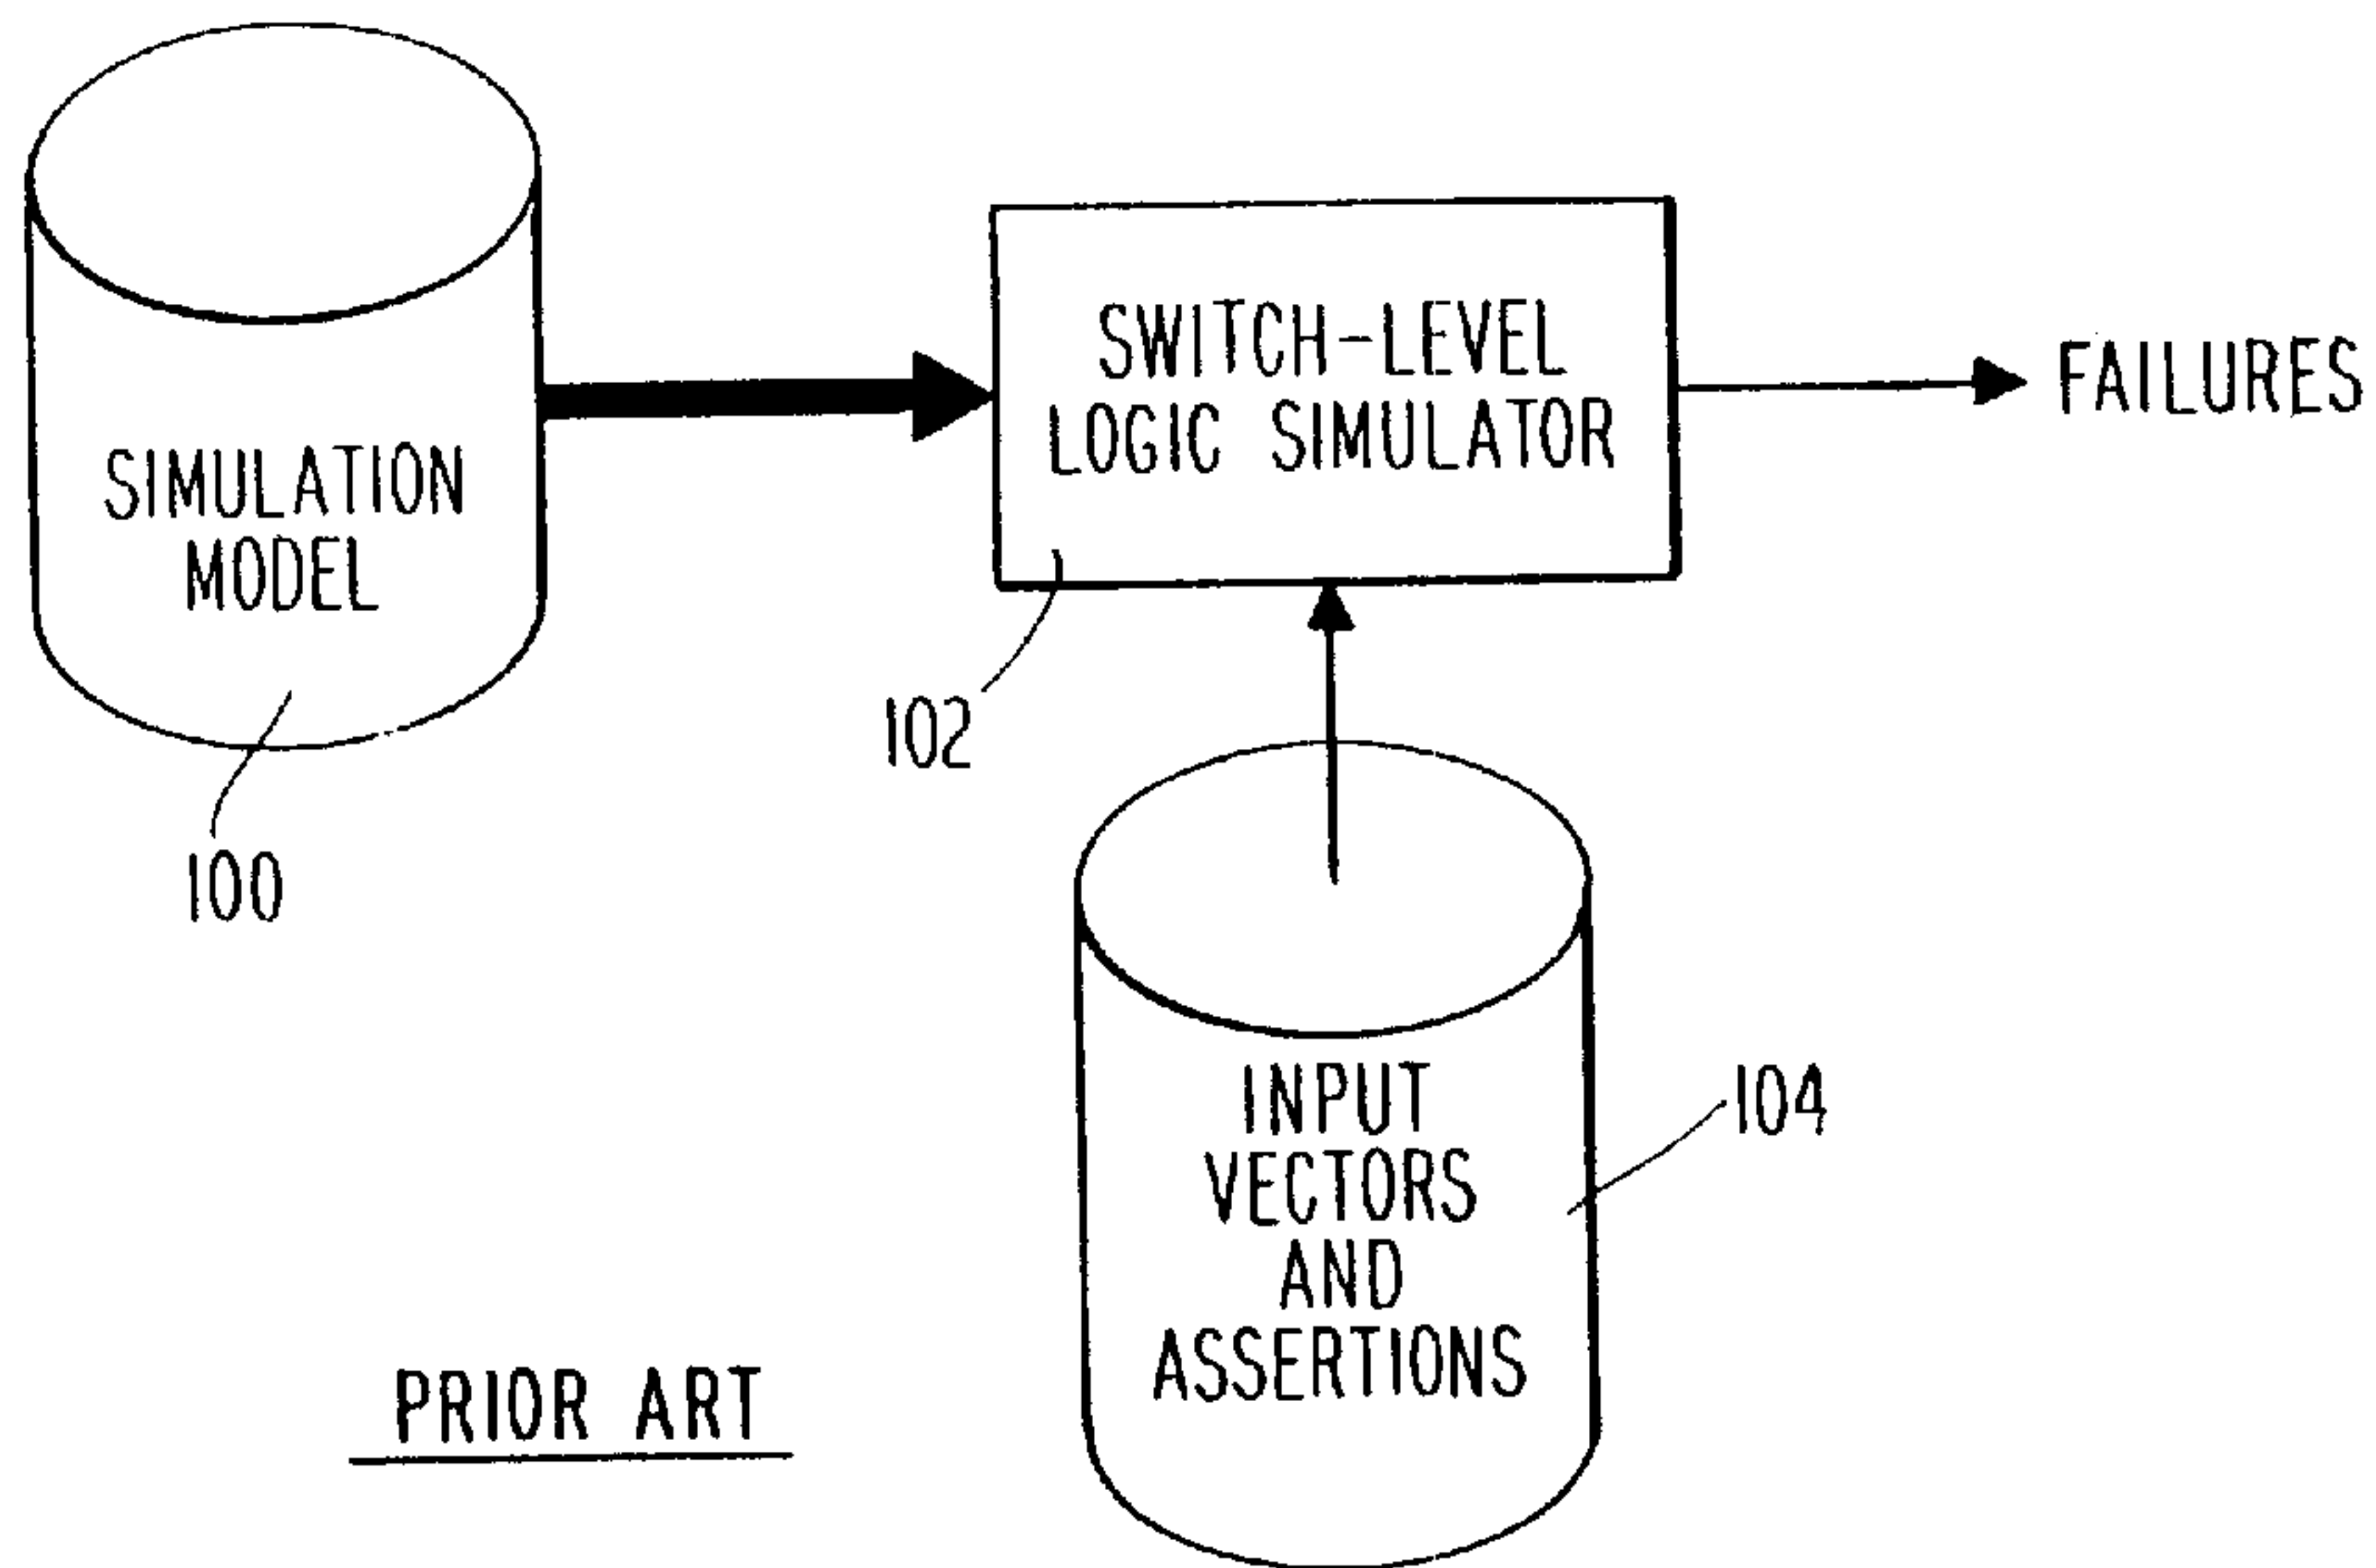 SIMULATION
MODEL
100
SWITCH-LEVEL
LOGIC SIMULATOR
102
FAILURES
INPUT
VECTORS
AND
ASSERTIONS
104
PRIOR ART